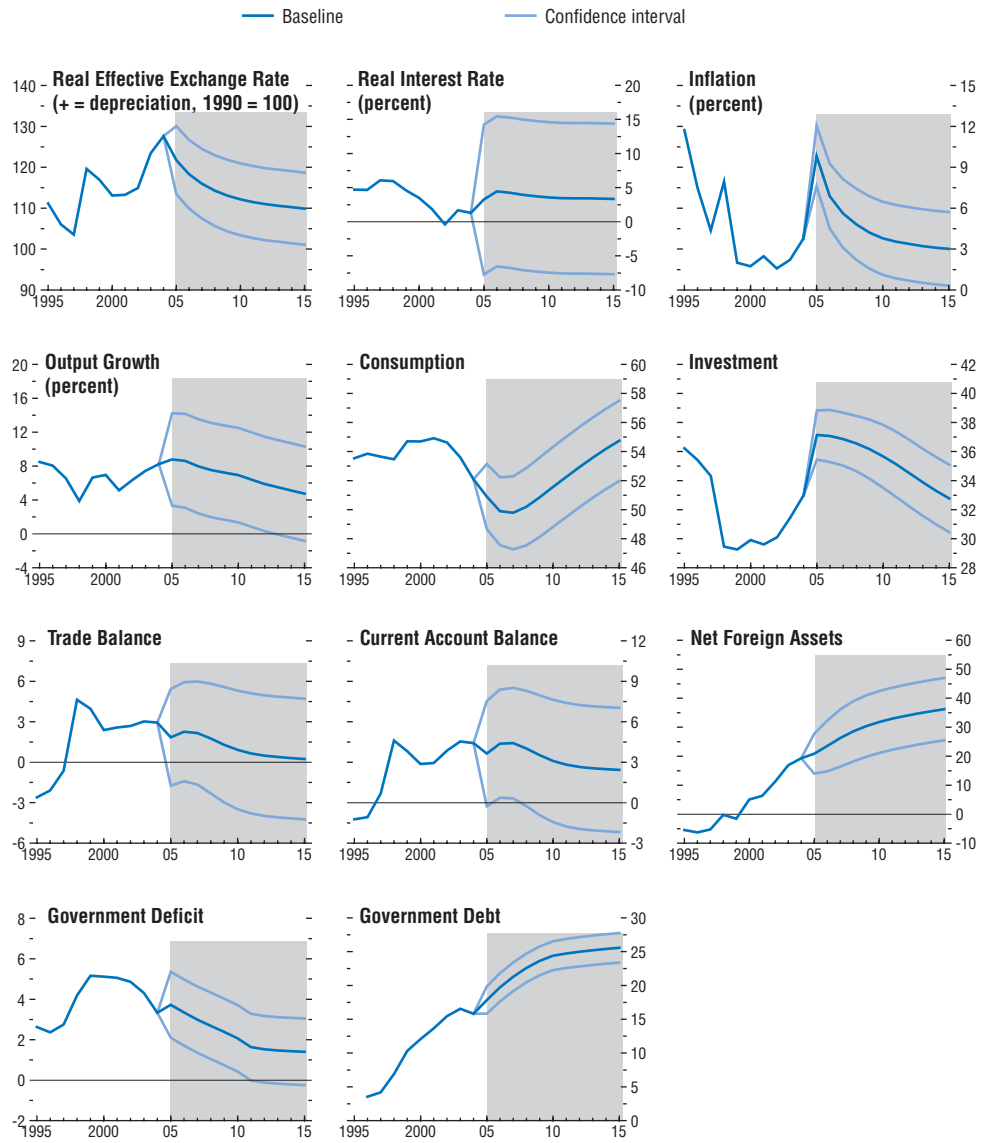 Baseline
Confidence interval
Real Effective Exchange Rate
(+ = depreciation, 1990 = 100)
140
130
120
110
100
90
1995 2000 05 10 15
Real Interest Rate
(percent)
20
15
10
5
0
-5
-10
1995 2000 05 10 15
Inflation
(percent)
15
12
9
6
3
0
1995 2000 05 10 15
Output Growth
(percent)
20
16
12
8
4
0
-4
1995 2000 05 10 15
Consumption
60
58
56
54
52
50
48
46
1995 2000 05 10 15
Investment
42
41
39
38
36
35
33
32
30
29
28
1995 2000 05 10 15
Trade Balance
9
6
3
0
-3
-6
1995 2000 05 10 15
Current Account Balance
12
9
6
3
0
-3
1995 2000 05 10 15
Net Foreign Assets
60
50
40
30
20
10
0
-10
1995 2000 05 10 15
Government Deficit
8
6
4
2
0
-2
1995 2000 05 10 15
Government Debt
30
25
20
15
10
5
0
1995 2000 05 10 15